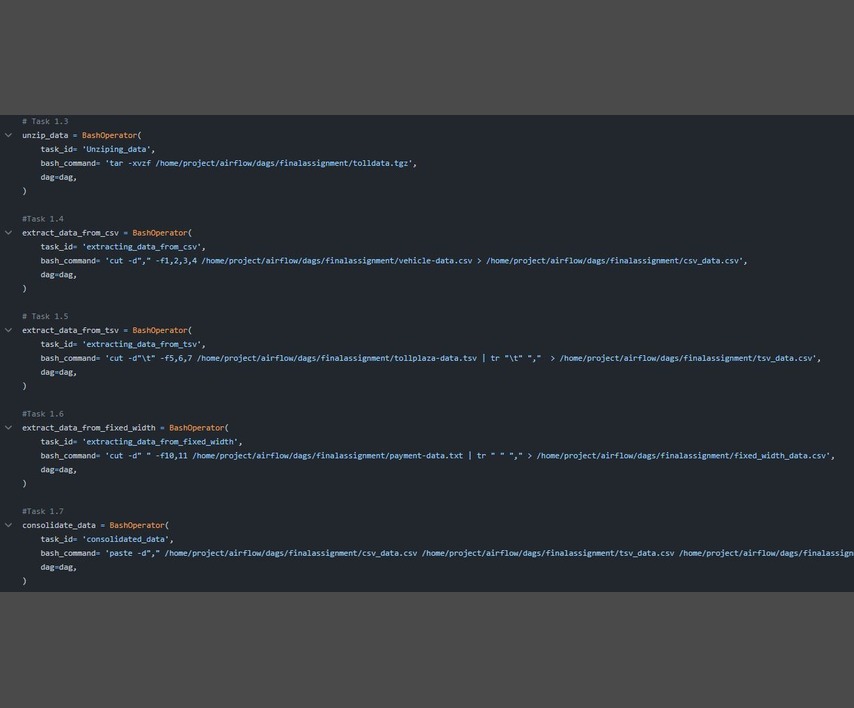 # Task 1.3
unzip_data = BashOperator(
    task_id= 'Unziping_data',
    bash_command= 'tar -xvzf /home/project/airflow/dags/finalassignment/tolldata.tgz',
    dag=dag,
)
#Task 1.4
extract_data_from_csv = BashOperator(
    task_id= 'extracting_data_from_csv',
    bash_command= 'cut -d"," -f1,2,3,4 /home/project/airflow/dags/finalassignment/vehicle-data.csv > /home/project/airflow/dags/finalassignment/csv_data.csv',
    dag=dag,
)
# Task 1.5
extract_data_from_tsv = BashOperator(
    task_id= 'extracting_data_from_tsv',
    bash_command= 'cut -d"\t" -f5,6,7 /home/project/airflow/dags/finalassignment/tollplaza-data.tsv | tr "\t" ","  > /home/project/airflow/dags/finalassignment/tsv_data.csv',
    dag=dag,
)
#Task 1.6
extract_data_from_fixed_width = BashOperator(
    task_id= 'extracting_data_from_fixed_width',
    bash_command= 'cut -d" " -f10,11 /home/project/airflow/dags/finalassignment/payment-data.txt | tr " " "," > /home/project/airflow/dags/finalassignment/fixed_width_data.csv',
    dag=dag,
)
#Task 1.7
consolidate_data = BashOperator(
    task_id= 'consolidated_data',
    bash_command= 'paste -d"," /home/project/airflow/dags/finalassignment/csv_data.csv /home/project/airflow/dags/finalassignment/tsv_data.csv /home/project/airflow/dags/finalassign
    dag=dag,
)